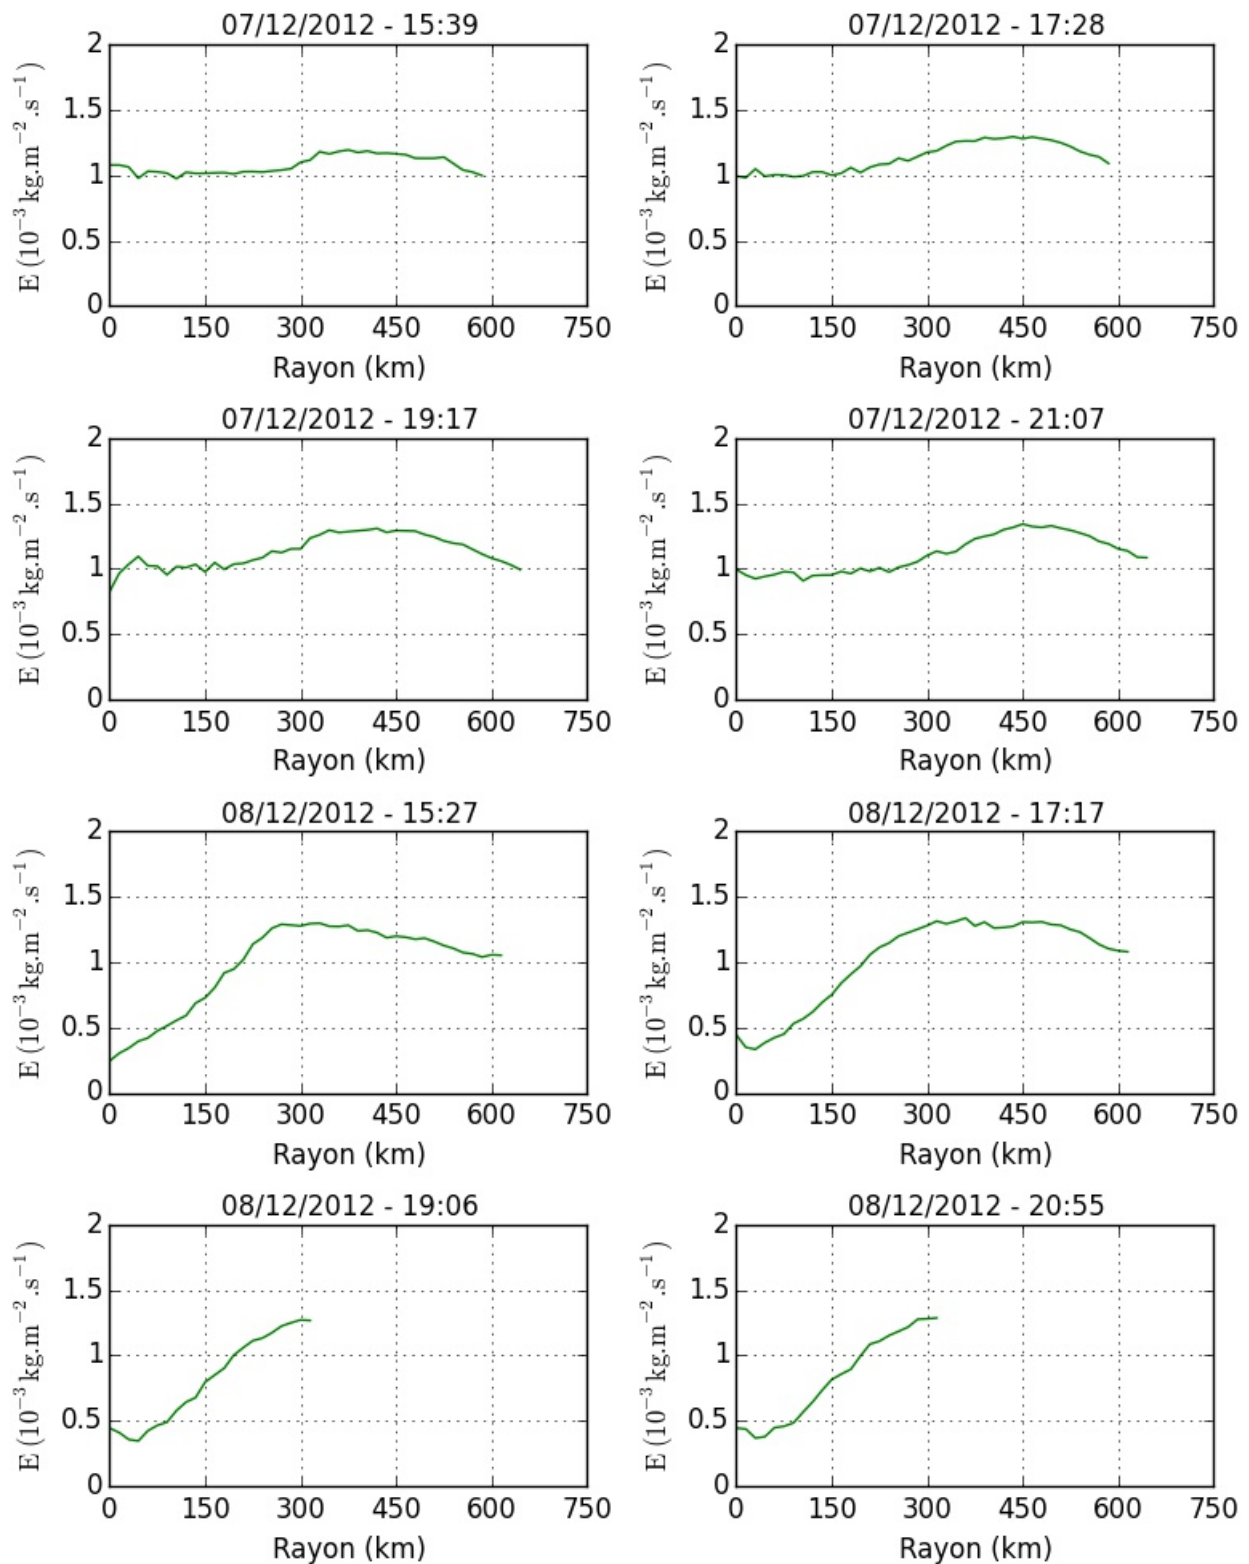 07/12/2012 - 15:39
2
1.5
1
0.5
0
E (10⁻³ kg.m⁻².s⁻¹)
0 150 300 450 600 750
Rayon (km)
07/12/2012 - 17:28
2
1.5
1
0.5
0
E (10⁻³ kg.m⁻².s⁻¹)
0 150 300 450 600 750
Rayon (km)
07/12/2012 - 19:17
2
1.5
1
0.5
0
E (10⁻³ kg.m⁻².s⁻¹)
0 150 300 450 600 750
Rayon (km)
07/12/2012 - 21:07
2
1.5
1
0.5
0
E (10⁻³ kg.m⁻².s⁻¹)
0 150 300 450 600 750
Rayon (km)
08/12/2012 - 15:27
2
1.5
1
0.5
0
E (10⁻³ kg.m⁻².s⁻¹)
0 150 300 450 600 750
Rayon (km)
08/12/2012 - 17:17
2
1.5
1
0.5
0
E (10⁻³ kg.m⁻².s⁻¹)
0 150 300 450 600 750
Rayon (km)
08/12/2012 - 19:06
2
1.5
1
0.5
0
E (10⁻³ kg.m⁻².s⁻¹)
0 150 300 450 600 750
Rayon (km)
08/12/2012 - 20:55
2
1.5
1
0.5
0
E (10⁻³ kg.m⁻².s⁻¹)
0 150 300 450 600 750
Rayon (km)